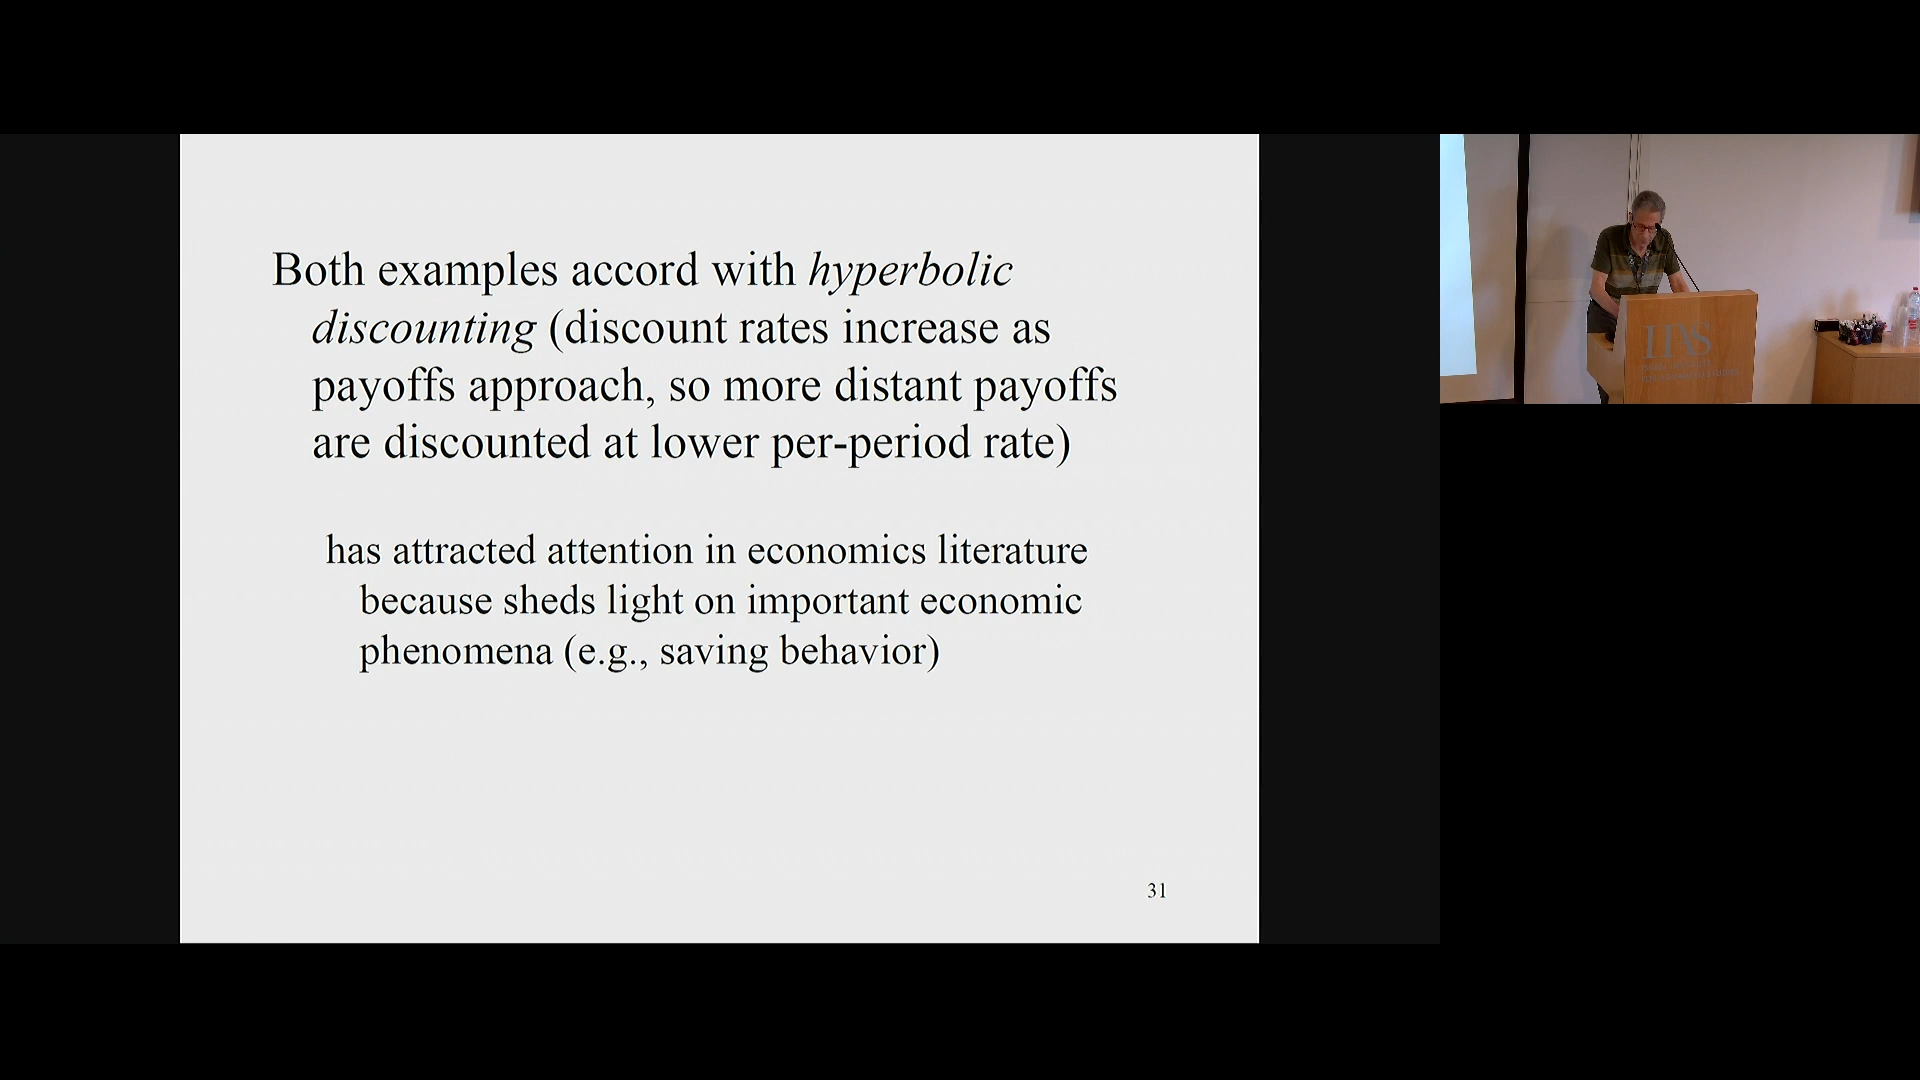 Both examples accord with hyperbolic
discounting (discount rates increase as
payoffs approach, so more distant payoffs
are discounted at lower per-period rate)
has attracted attention in economics literature
because sheds light on important economic
phenomena (e.g., saving behavior)
31
IIAS